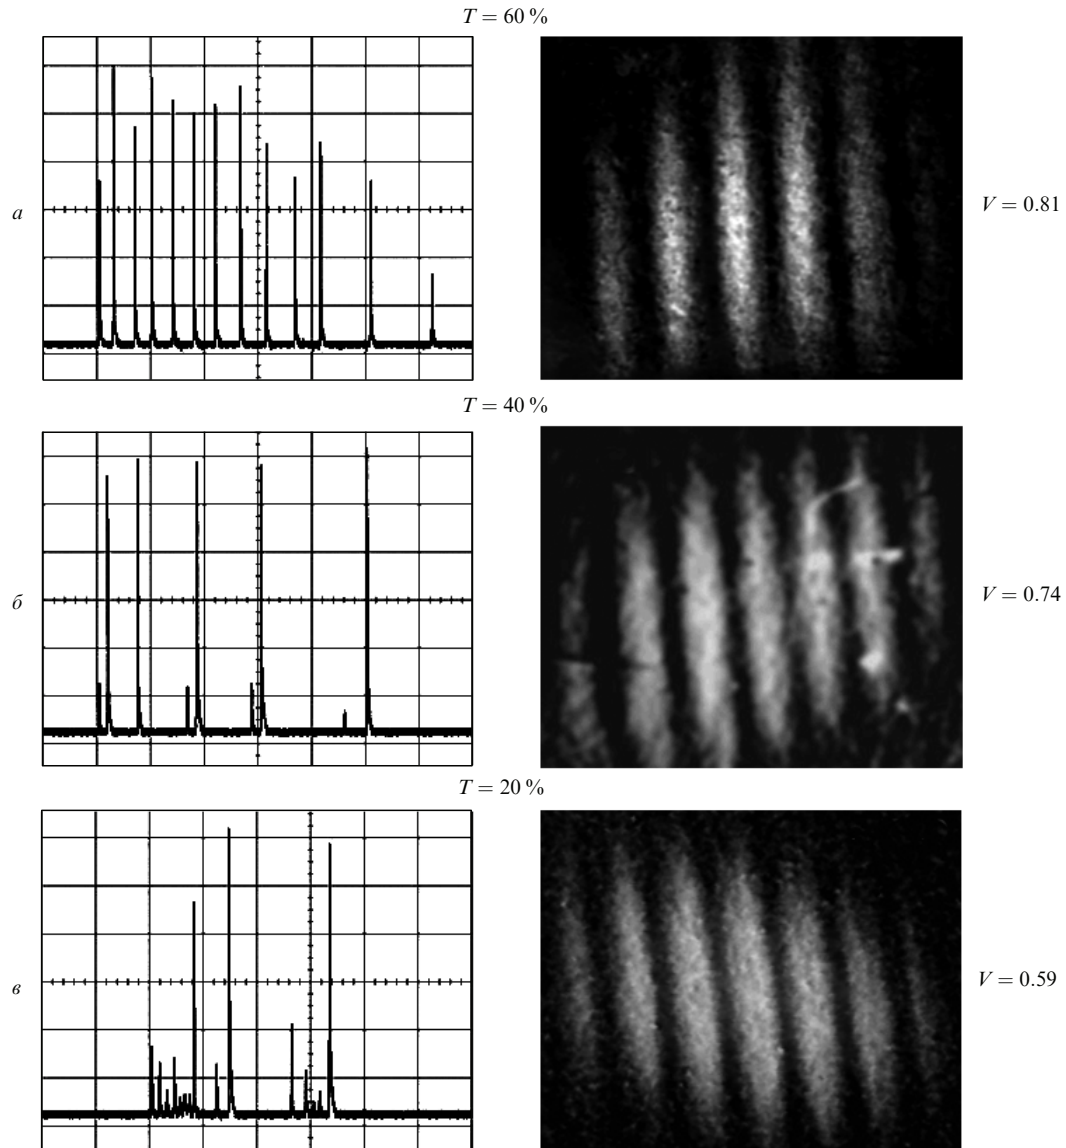 T = 60 %
а
V = 0.81
T = 40 %
б
V = 0.74
T = 20 %
в
V = 0.59